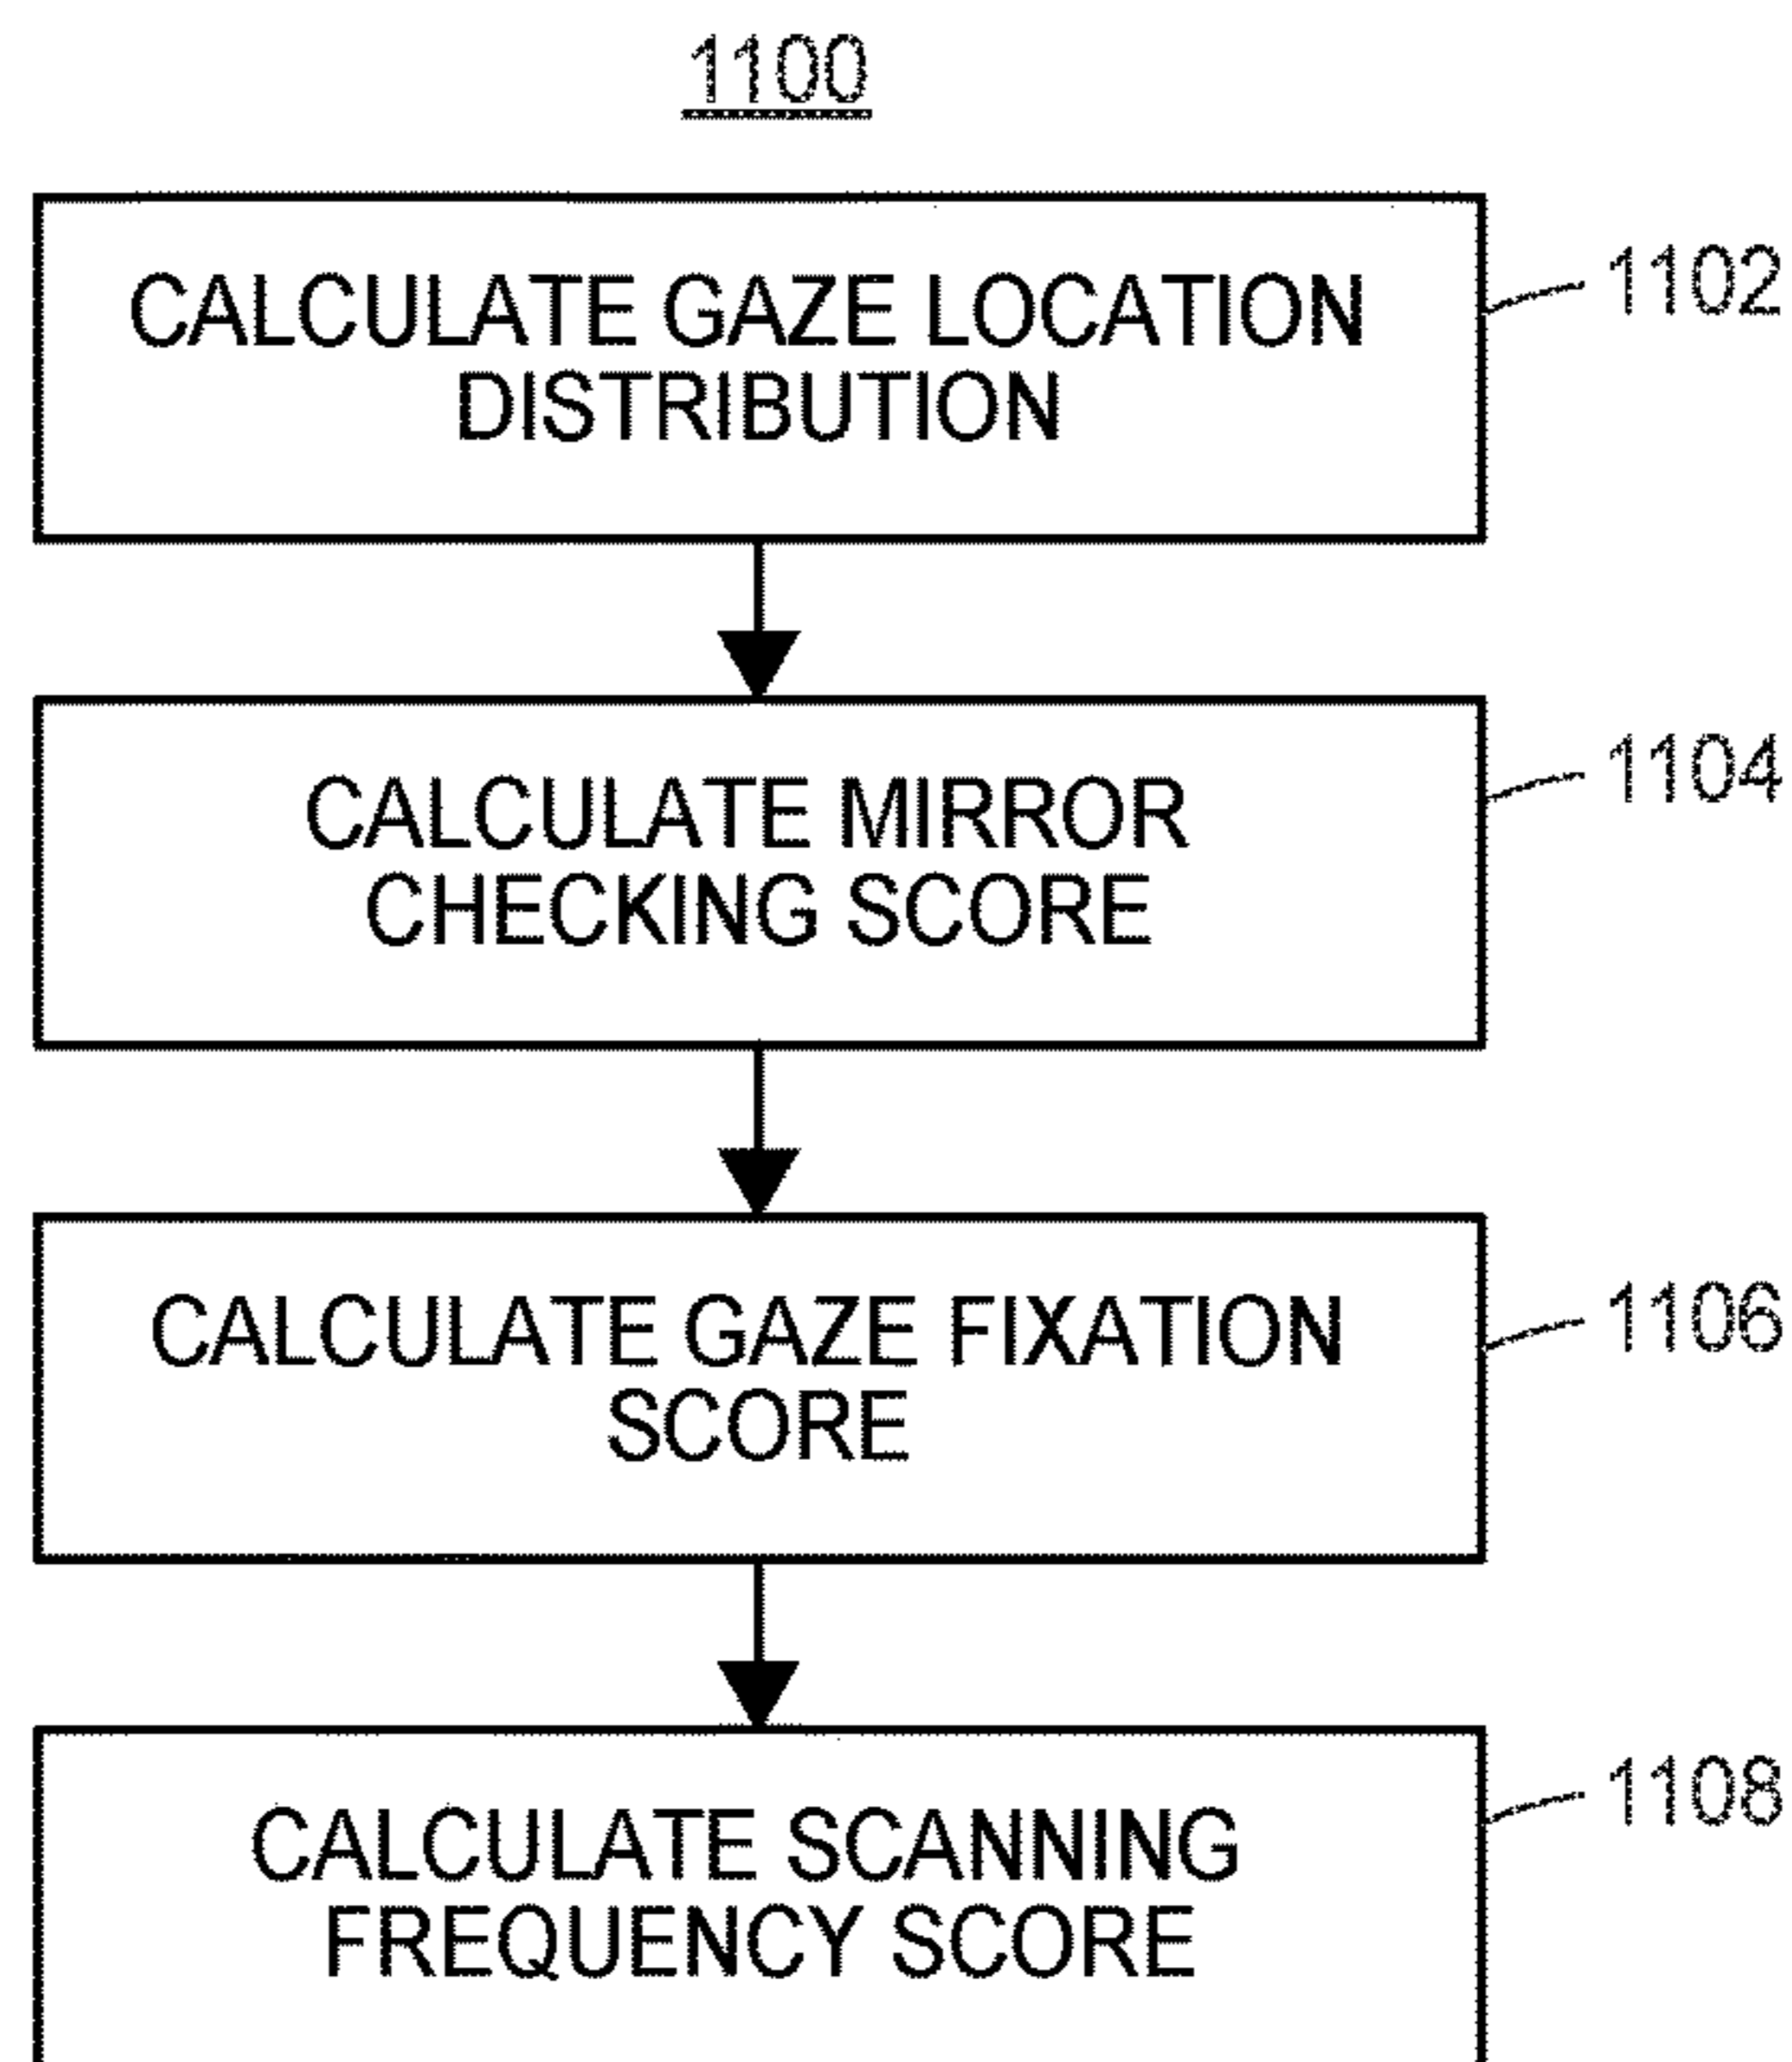 1100
CALCULATE GAZE LOCATION
DISTRIBUTION
1102
CALCULATE MIRROR
CHECKING SCORE
1104
CALCULATE GAZE FIXATION
SCORE
1106
CALCULATE SCANNING
FREQUENCY SCORE
1108